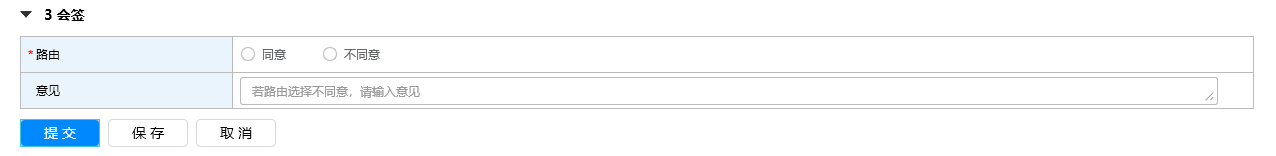 3 会签
*路由 同意 不同意
意见 若路由选择不同意，请输入意见
提 交 保 存 取 消